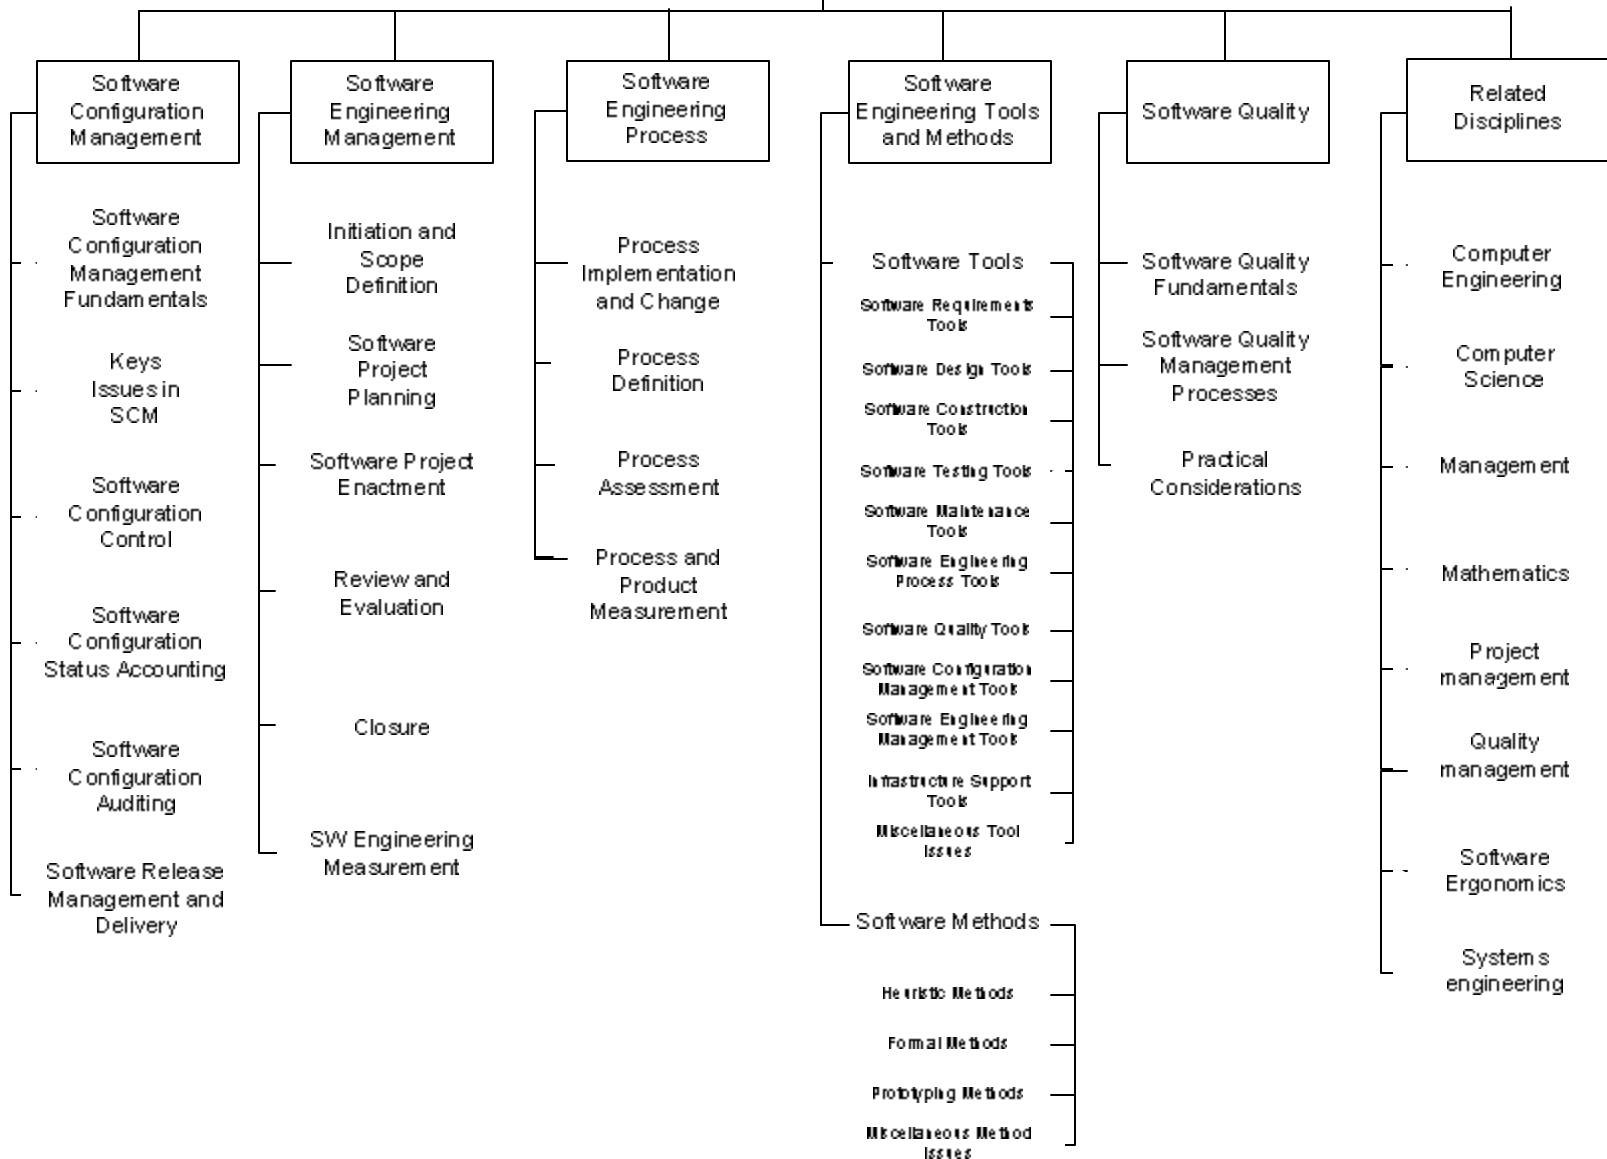 Software
Configuration
Management
Software
Configuration
Management
Fundamentals
Keys
Issues in
SCM
Software
Configuration
Control
Software
Configuration
Status Accounting
Software
Configuration
Auditing
Software Release
Management and
Delivery
Software
Engineering
Management
Initiation and
Scope
Definition
Software
Project
Planning
Software Project
Enactment
Review and
Evaluation
Closure
SW Engineering
Measurement
Software
Engineering
Process
Process
Implementation
and Change
Process
Definition
Process
Assessment
Process and
Product
Measurement
Software
Engineering Tools
and Methods
Software Tools
Software Requirements
Tools
Software Design Tools
Software Construction
Tools
Software Testing Tools
Software Maintenance
Tools
Software Engineering
Process Tools
Software Quality Tools
Software Configuration
Management Tools
Software Engineering
Management Tools
Infrastructure Support
Tools
Miscellaneous Tool
Issues
Software Methods
Heuristic Methods
Formal Methods
Prototyping Methods
Miscellaneous Method
Issues
Software Quality
Software Quality
Fundamentals
Software Quality
Management
Processes
Practical
Considerations
Related
Disciplines
Computer
Engineering
Computer
Science
Management
Mathematics
Project
management
Quality
management
Software
Ergonomics
Systems
engineering